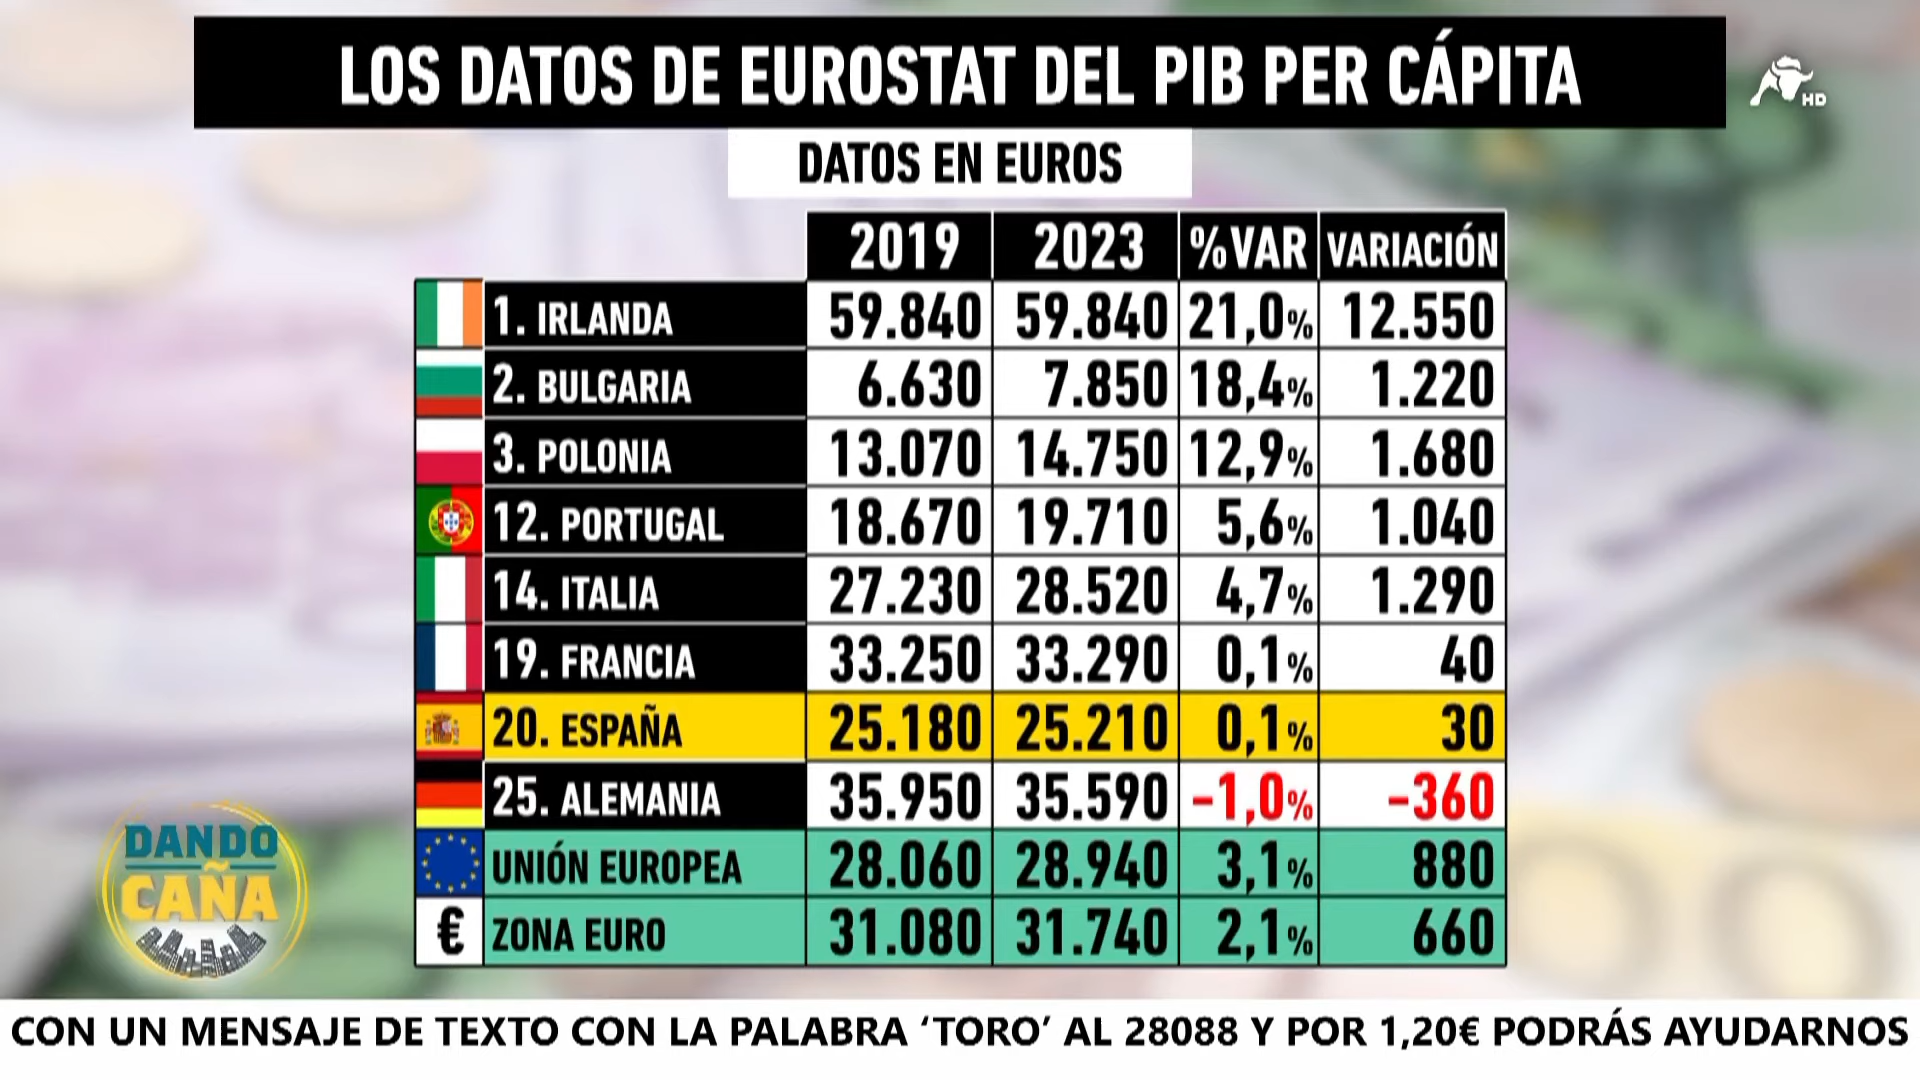 LOS DATOS DE EUROSTAT DEL PIB PER CÁPITA
HD
DATOS EN EUROS
2019 2023 %VAR VARIACIÓN
1. IRLANDA 59.840 59.840 21,0% 12.550
2. BULGARIA 6.630 7.850 18,4% 1.220
3. POLONIA 13.070 14.750 12,9% 1.680
12. PORTUGAL 18.670 19.710 5,6% 1.040
14. ITALIA 27.230 28.520 4,7% 1.290
19. FRANCIA 33.250 33.290 0,1% 40
20. ESPAÑA 25.180 25.210 0,1% 30
25. ALEMANIA 35.950 35.590 -1,0% -360
UNIÓN EUROPEA 28.060 28.940 3,1% 880
€ ZONA EURO 31.080 31.740 2,1% 660
DANDO
CAÑA
CON UN MENSAJE DE TEXTO CON LA PALABRA ‘TORO’ AL 28088 Y POR 1,20€ PODRÁS AYUDARNOS